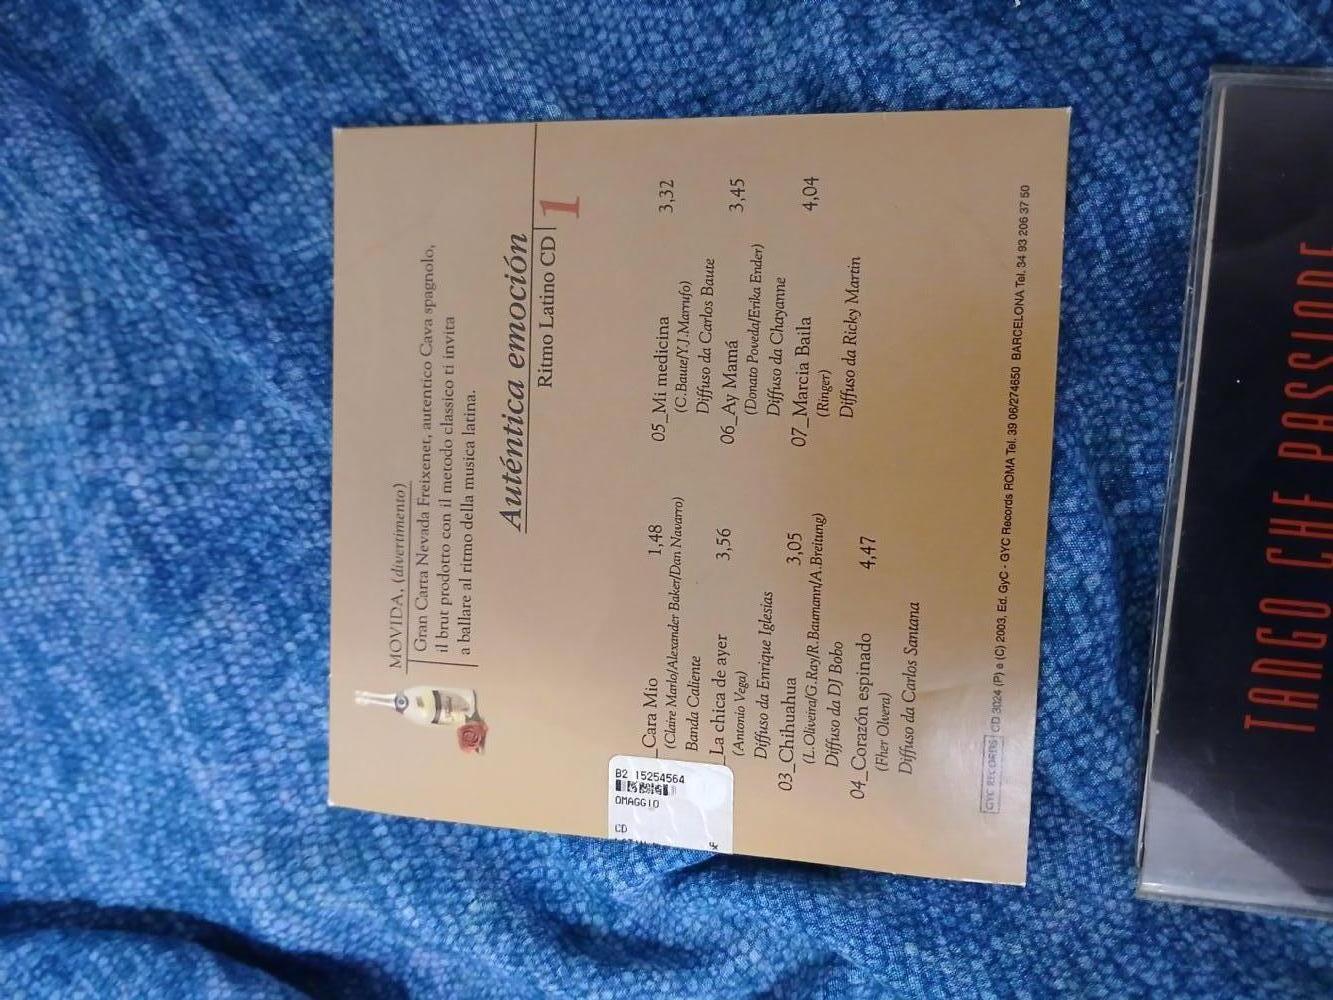 MOVIDA, (divertimento)
Gran Carta Nevada Freixenet, autentico Cava spagnolo,
il brut prodotto con il metodo classico ti invita
a ballare al ritmo della musica latina.
Auténtica emoción
Ritmo Latino CD 1
_Cara Mio 1,48
(Claire Marlo/Alexander Baker/Dan Navarro)
Banda Caliente
_La chica de ayer 3,56
(Antonio Vega)
Diffuso da Enrique Iglesias
03_Chihuahua 3,05
(L.Oliveira/G.Ray/R.Baumann/A.Breitung)
Diffuso da DJ Bobo
04_Corazón espinado 4,47
(Fher Olvera)
Diffuso da Carlos Santana
05_Mi medicina 3,32
(C.Baute/Y.J Marrufo)
Diffuso da Carlos Baute
06_Ay Mamá 3,45
(Donato Poveda/Erika Ender)
Diffuso da Chayanne
07_Marcia Baila 4,04
(Ringer)
Diffuso da Ricky Martin
GYC RECORDS CD 3024 (P) e (C) 2003, Ed. GyC - GYC Records ROMA Tel. 39 06/274650 BARCELONA Tel. 34 93 206 37 50
B2 15254564
OMAGGIO
CD
TANGO CHE PASSIONE